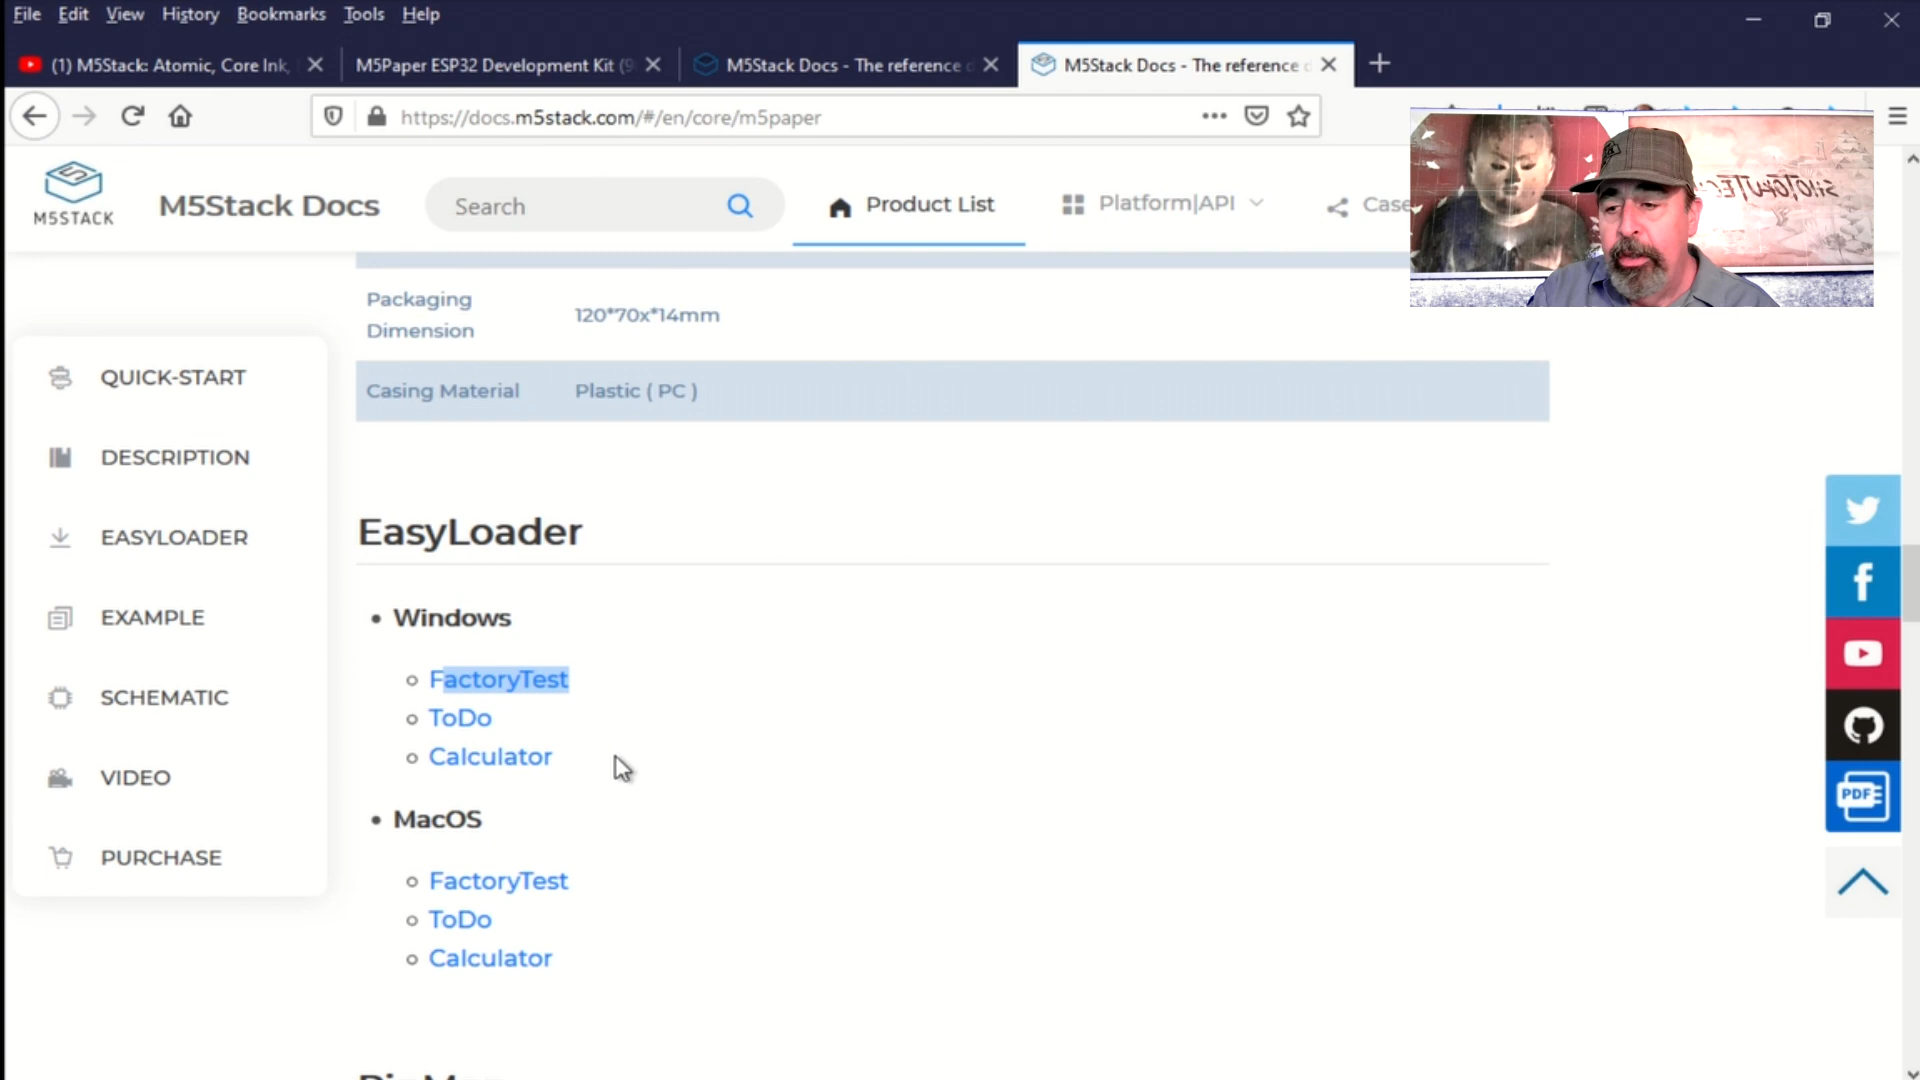 File Edit View History Bookmarks Tools Help
(1) M5Stack: Atomic, Core Ink,
M5Paper ESP32 Development Kit (9
M5Stack Docs - The reference
M5Stack Docs - The reference
https://docs.m5stack.com/#/en/core/m5paper
M5STACK
M5Stack Docs
Search
Product List
Platform|API
Case
Packaging
Dimension
120*70x*14mm
Casing Material
Plastic ( PC )
QUICK-START
DESCRIPTION
EASYLOADER
EXAMPLE
SCHEMATIC
VIDEO
PURCHASE
EasyLoader
• Windows
FactoryTest
ToDo
Calculator
• MacOS
FactoryTest
ToDo
Calculator
PDF